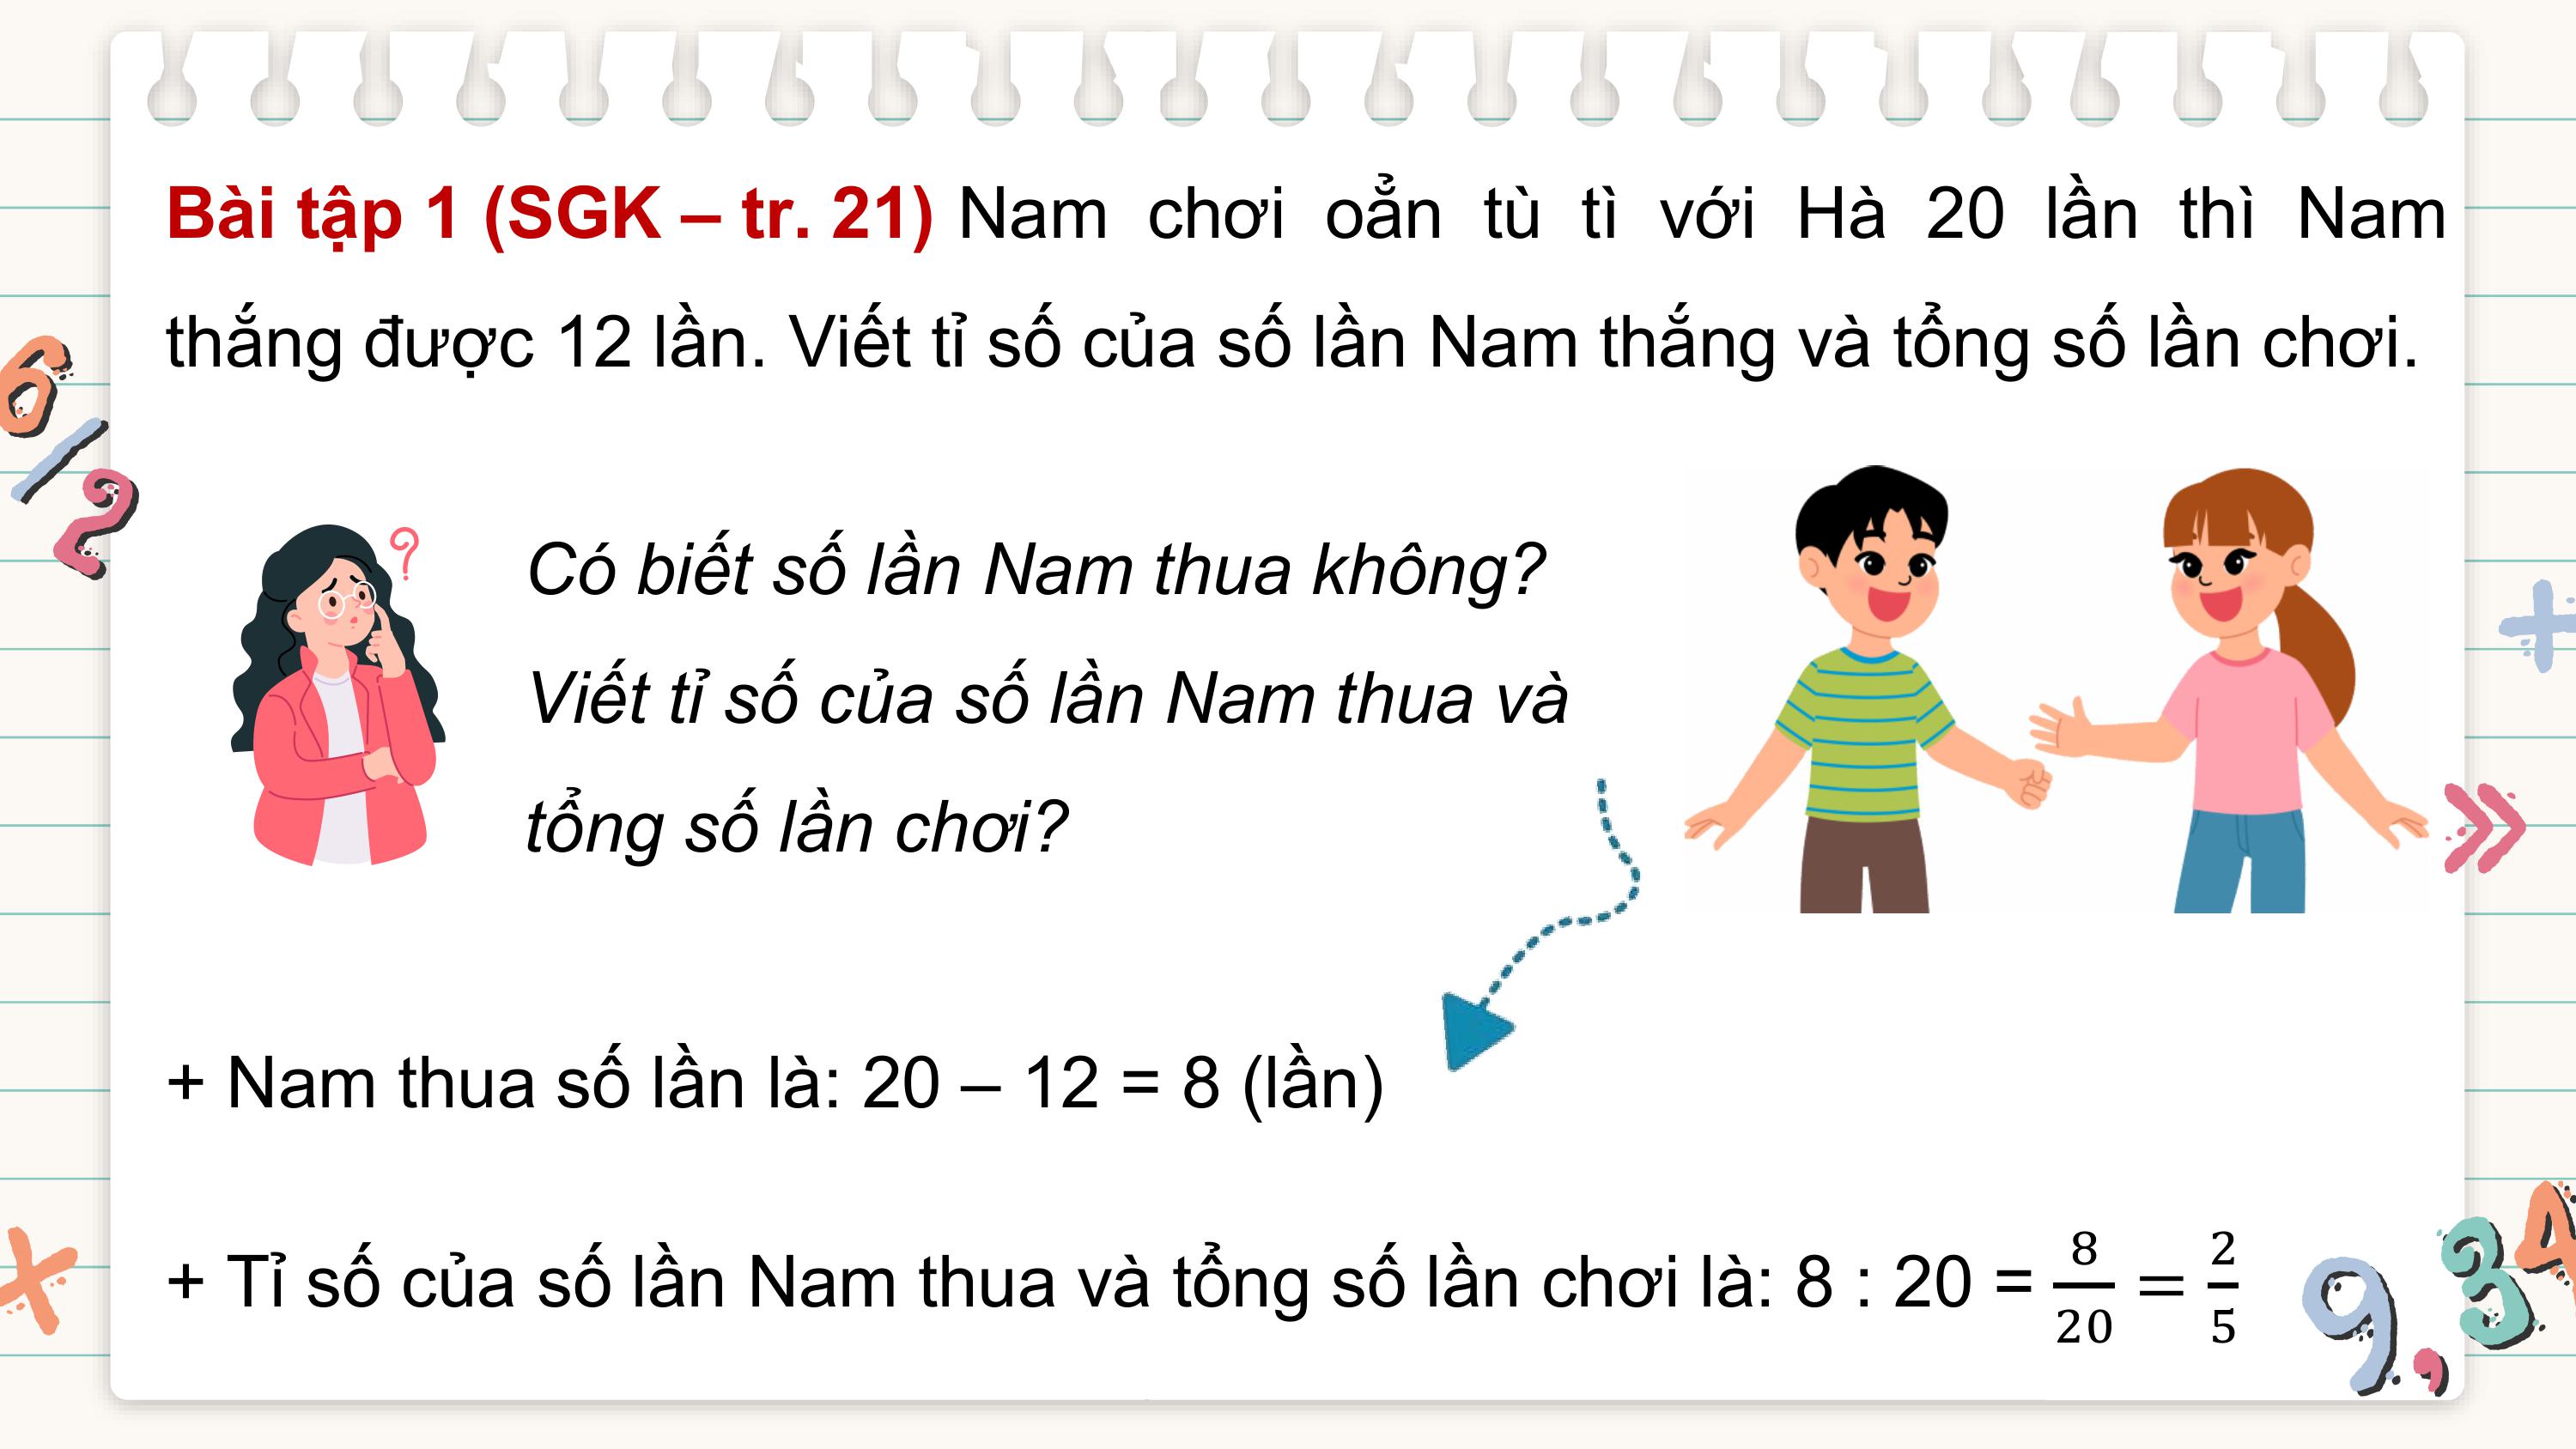 Bài tập 1 (SGK – tr. 21) Nam chơi oẳn tù tì với Hà 20 lần thì Nam
thắng được 12 lần. Viết tỉ số của số lần Nam thắng và tổng số lần chơi.
Có biết số lần Nam thua không?
Viết tỉ số của số lần Nam thua và
tổng số lần chơi?
+ Nam thua số lần là: 20 – 12 = 8 (lần)
+ Tỉ số của số lần Nam thua và tổng số lần chơi là: 8 : 20 = 8/20 = 2/5
6/2
?
+
»
×
9,34